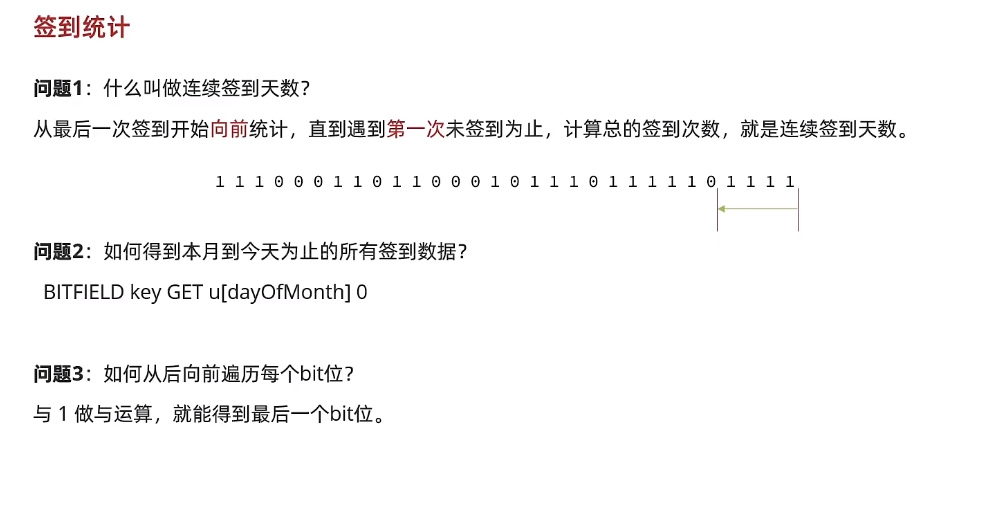 签到统计
问题1：什么叫做连续签到天数？
从最后一次签到开始向前统计，直到遇到第一次未签到为止，计算总的签到次数，就是连续签到天数。
1 1 1 0 0 0 1 1 0 1 1 0 0 0 1 0 1 1 1 0 1 1 1 1 1 0 1 1 1 1
问题2：如何得到本月到今天为止的所有签到数据？
BITFIELD key GET u[dayOfMonth] 0
问题3：如何从后向前遍历每个bit位？
与 1 做与运算，就能得到最后一个bit位。